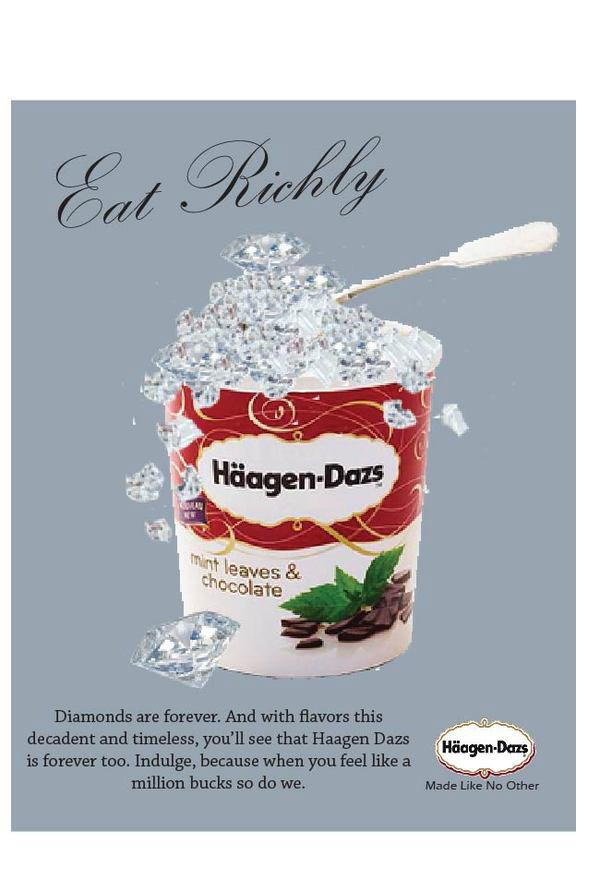 Eat Richly
Häagen-Dazs
NOUVEAU
NEW
mint leaves &
chocolate
Diamonds are forever. And with flavors this
decadent and timeless, you'll see that Haagen Dazs
is forever too. Indulge, because when you feel like a
million bucks so do we.
Häagen-Dazs
Made Like No Other